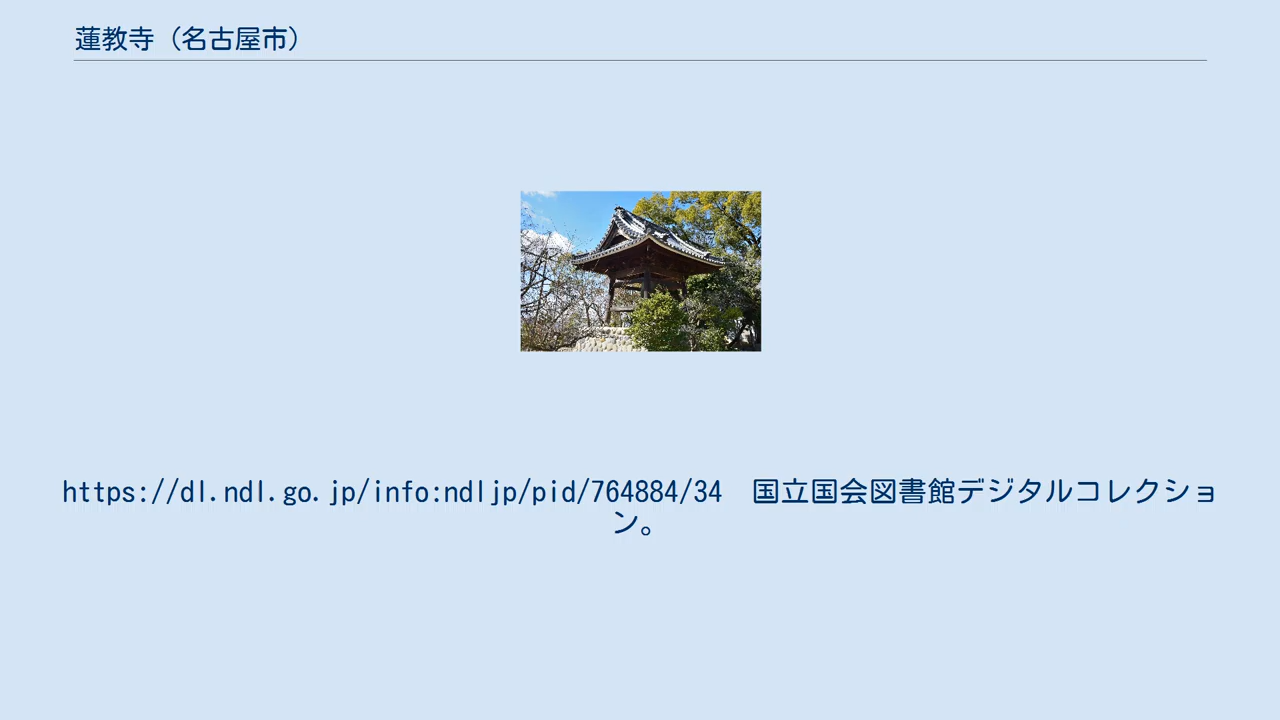 蓮教寺（名古屋市）
https://dl.ndl.go.jp/info:ndljp/pid/764884/34　国立国会図書館デジタルコレクショ
ン。